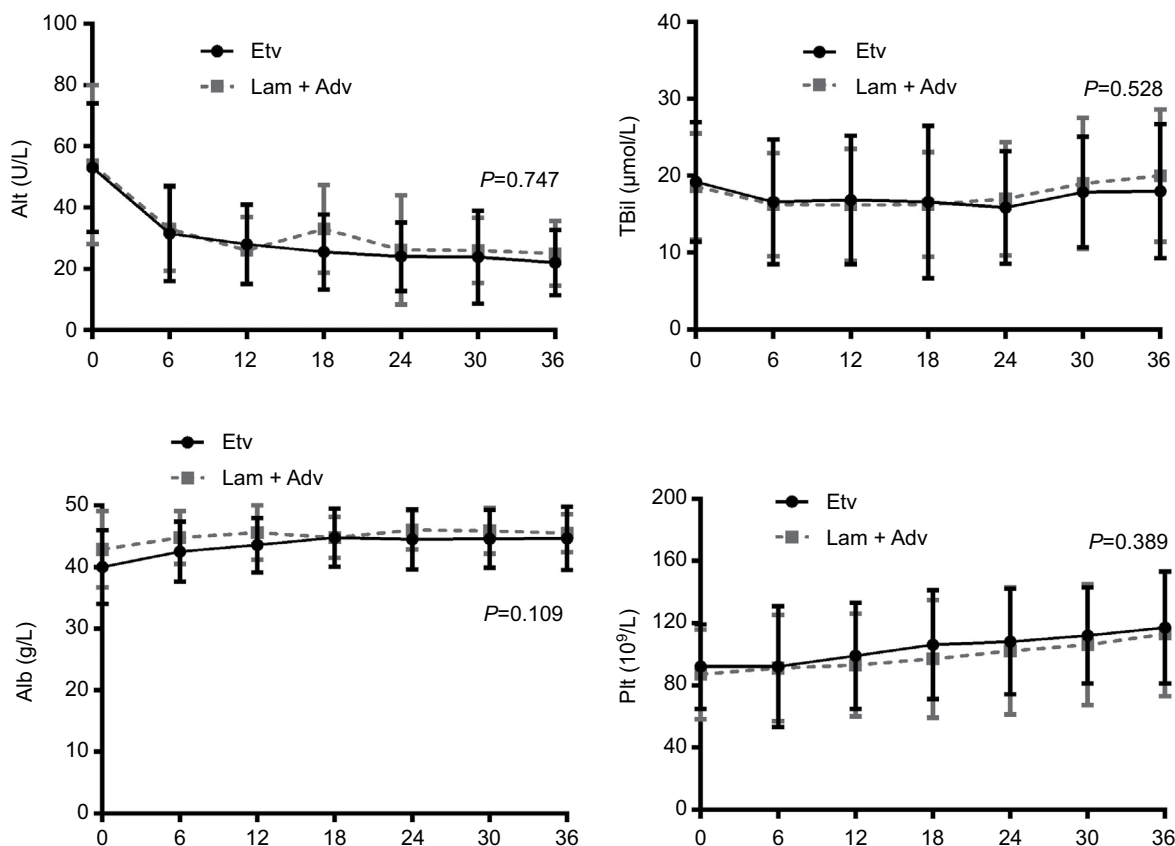 100
80
60
40
20
0
Alt (U/L)
Etv
Lam + Adv
P=0.747
0 6 12 18 24 30 36
40
30
20
10
0
TBil (μmol/L)
Etv
Lam + Adv
P=0.528
0 6 12 18 24 30 36
Etv
Lam + Adv
50
40
30
20
10
0
Alb (g/L)
P=0.109
0 6 12 18 24 30 36
200
160
120
80
40
0
Plt (10⁹/L)
Etv
Lam + Adv
P=0.389
0 6 12 18 24 30 36